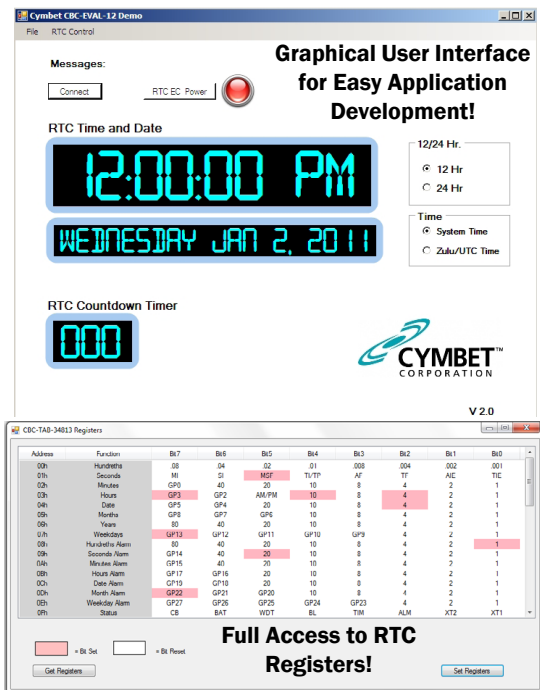 Cymbet CBC-EVAL-12 Demo
File RTC Control
Graphical User Interface
for Easy Application
Development!
Messages:
Connect RTC EC Power
RTC Time and Date
12:00:00 PM
WEDNESDAY JAN 2, 2011
12/24 Hr.
12 Hr
24 Hr
Time
System Time
Zulu/UTC Time
RTC Countdown Timer
000
CYMBET™
CORPORATION
V 2.0
CBC-TAB-34813 Registers
Address Function Bit7 Bit6 Bit5 Bit4 Bit3 Bit2 Bit1 Bit0
00h Hundreths .08 .04 .02 .01 .008 .004 .002 .001
01h Seconds MI SI MSF TI/TP AF TF AIE TIE
02h Minutes GP0 40 20 10 8 4 2 1
03h Hours GP3 GP2 AM/PM 10 8 4 2 1
04h Date GP5 GP4 20 10 8 4 2 1
05h Months GP8 GP7 GP6 10 8 4 2 1
06h Years 80 40 20 10 8 4 2 1
07h Weekdays GP13 GP12 GP11 GP10 GP9 4 2 1
08h Hundreths Alarm 80 40 20 10 8 4 2 1
09h Seconds Alarm GP14 40 20 10 8 4 2 1
0Ah Minutes Alarm GP15 40 20 10 8 4 2 1
0Bh Hours Alarm GP17 GP16 20 10 8 4 2 1
0Ch Date Alarm GP19 GP18 20 10 8 4 2 1
0Dh Month Alarm GP22 GP21 GP20 10 8 4 2 1
0Eh Weekday Alarm GP27 GP26 GP25 GP24 GP23 4 2 1
0Fh Status CB BAT WDT BL TIM ALM XT2 XT1
= Bit Set = Bit Reset
Full Access to RTC
Registers!
Get Registers Set Registers